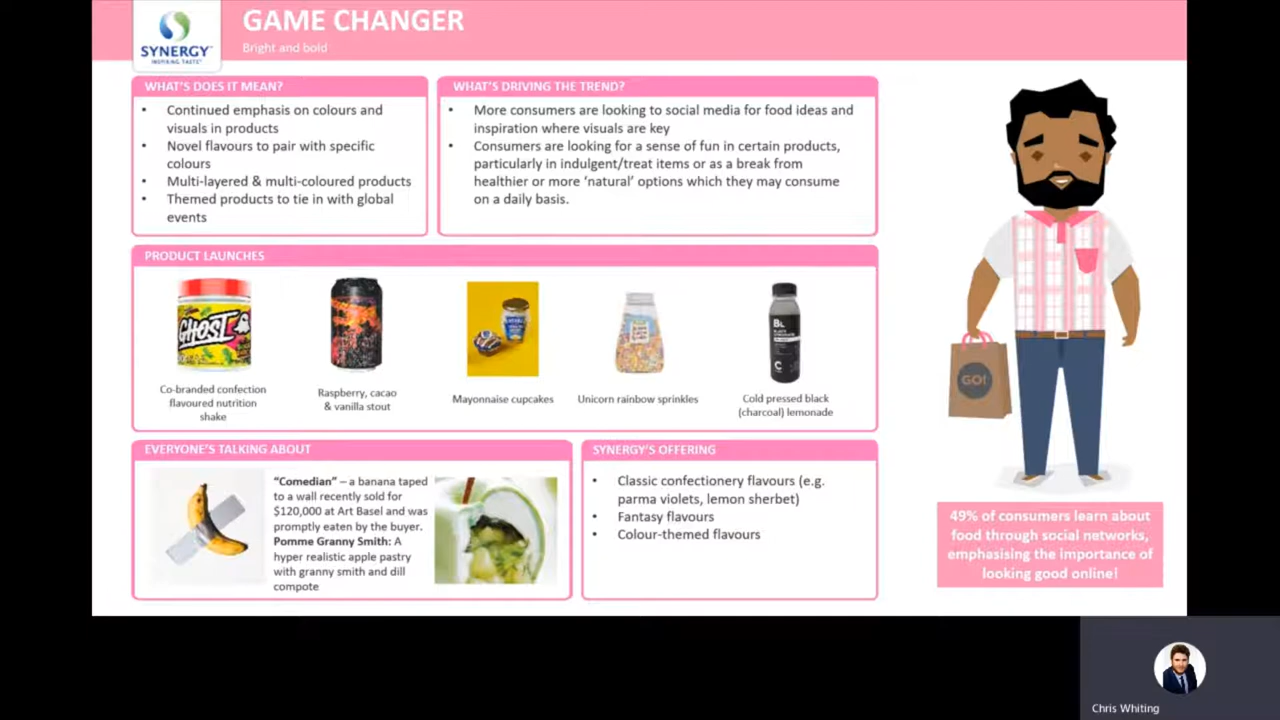 GAME CHANGER
Bright and bold
SYNERGY
INSPIRING TASTE
WHAT'S DOES IT MEAN?
• Continued emphasis on colours and
visuals in products
• Novel flavours to pair with specific
colours
• Multi-layered & multi-coloured products
• Themed products to tie in with global
events
WHAT'S DRIVING THE TREND?
• More consumers are looking to social media for food ideas and
inspiration where visuals are key
• Consumers are looking for a sense of fun in certain products,
particularly in indulgent/treat items or as a break from
healthier or more 'natural' options which they may consume
on a daily basis.
PRODUCT LAUNCHES
GHOST
BL
C
Co-branded confection
flavoured nutrition
shake
Raspberry, cacao
& vanilla stout
Mayonnaise cupcakes
Unicorn rainbow sprinkles
Cold pressed black
(charcoal) lemonade
EVERYONE'S TALKING ABOUT
"Comedian" – a banana taped
to a wall recently sold for
$120,000 at Art Basel and was
promptly eaten by the buyer.
Pomme Granny Smith: A
hyper realistic apple pastry
with granny smith and dill
compote
SYNERGY'S OFFERING
• Classic confectionery flavours (e.g.
parma violets, lemon sherbet)
• Fantasy flavours
• Colour-themed flavours
GO!
49% of consumers learn about
food through social networks,
emphasising the importance of
looking good online!
Chris Whiting